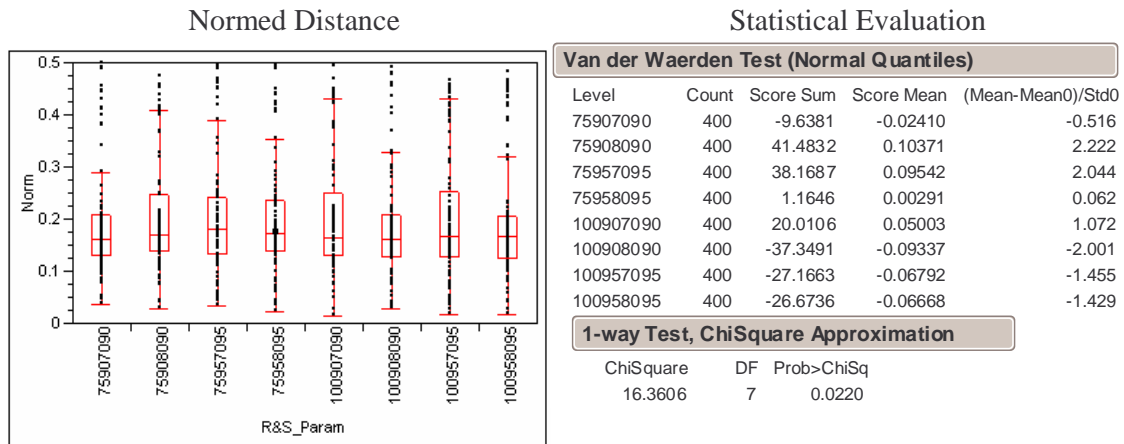 Normed Distance
Statistical Evaluation
0.5
0.4
0.3
0.2
0.1
0
Norm
75907090
75908090
75957095
75958095
100907090
100908090
100957095
100958095
R&S_Param
Van der Waerden Test (Normal Quantiles)
Level Count Score Sum Score Mean (Mean-Mean0)/Std0
75907090 400 -9.6381 -0.02410 -0.516
75908090 400 41.4832 0.10371 2.222
75957095 400 38.1687 0.09542 2.044
75958095 400 1.1646 0.00291 0.062
100907090 400 20.0106 0.05003 1.072
100908090 400 -37.3491 -0.09337 -2.001
100957095 400 -27.1663 -0.06792 -1.455
100958095 400 -26.6736 -0.06668 -1.429
1-way Test, ChiSquare Approximation
ChiSquare DF Prob>ChiSq
16.3606 7 0.0220